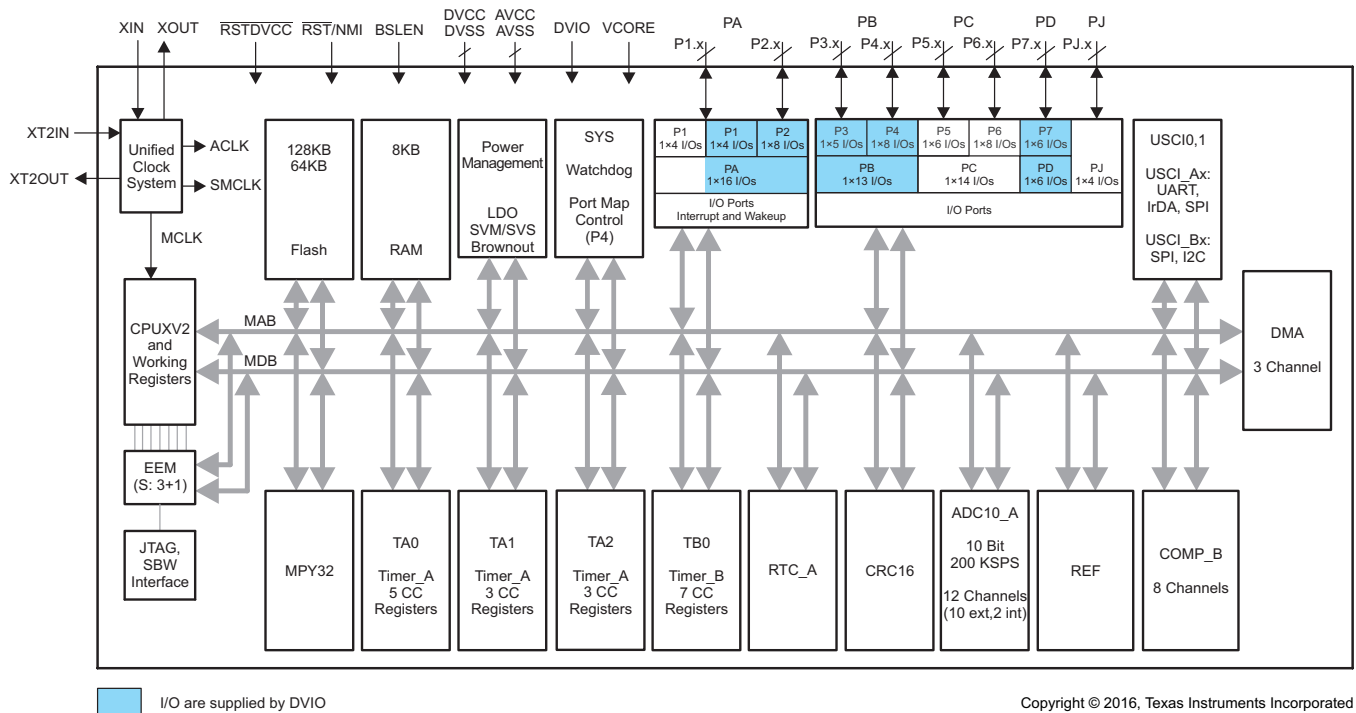 XIN
XOUT
RSTDVCC
RST/NMI
BSLEN
DVCC
DVSS
AVCC
AVSS
DVIO
VCORE
PA
P1.x
P2.x
PB
P3.x
P4.x
PC
P5.x
P6.x
PD
P7.x
PJ
PJ.x
XT2IN
XT2OUT
Unified
Clock
System
ACLK
SMCLK
MCLK
128KB
64KB
Flash
8KB
RAM
Power
Management
LDO
SVM/SVS
Brownout
SYS
Watchdog
Port Map
Control
(P4)
P1
1×4 I/Os
P1
1×4 I/Os
P2
1×8 I/Os
PA
1×16 I/Os
I/O Ports
Interrupt and Wakeup
P3
1×5 I/Os
P4
1×8 I/Os
P5
1×6 I/Os
P6
1×8 I/Os
P7
1×6 I/Os
PB
1×13 I/Os
PC
1×14 I/Os
PD
1×6 I/Os
PJ
1×4 I/Os
I/O Ports
USCI0,1
USCI_Ax:
UART,
IrDA, SPI
USCI_Bx:
SPI, I2C
CPUXV2
and
Working
Registers
MAB
MDB
DMA
3 Channel
EEM
(S: 3+1)
JTAG,
SBW
Interface
MPY32
TA0
Timer_A
5 CC
Registers
TA1
Timer_A
3 CC
Registers
TA2
Timer_A
3 CC
Registers
TB0
Timer_B
7 CC
Registers
RTC_A
CRC16
ADC10_A
10 Bit
200 KSPS
12 Channels
(10 ext,2 int)
REF
COMP_B
8 Channels
I/O are supplied by DVIO
Copyright © 2016, Texas Instruments Incorporated